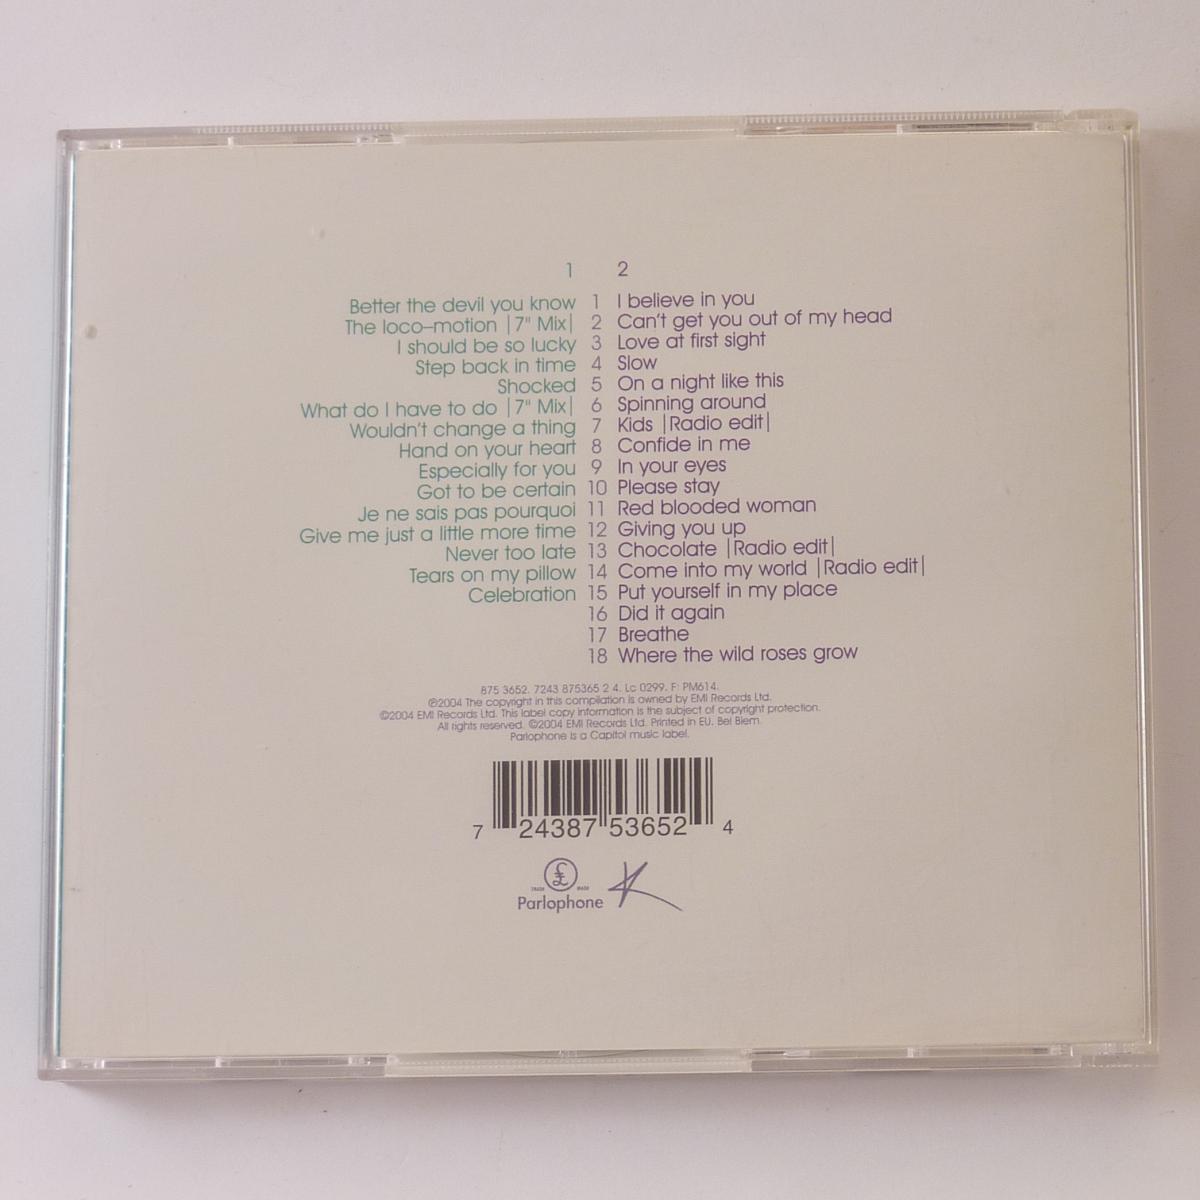 1 2
Better the devil you know 1 I believe in you
The loco–motion |7" Mix| 2 Can't get you out of my head
I should be so lucky 3 Love at first sight
Step back in time 4 Slow
Shocked 5 On a night like this
What do I have to do |7" Mix| 6 Spinning around
Wouldn't change a thing 7 Kids |Radio edit|
Hand on your heart 8 Confide in me
Especially for you 9 In your eyes
Got to be certain 10 Please stay
Je ne sais pas pourquoi 11 Red blooded woman
Give me just a little more time 12 Giving you up
Never too late 13 Chocolate |Radio edit|
Tears on my pillow 14 Come into my world |Radio edit|
Celebration 15 Put yourself in my place
16 Did it again
17 Breathe
18 Where the wild roses grow
875 3652. 7243 875365 2 4. Lc 0299. F: PM614.
℗2004 The copyright in this compilation is owned by EMI Records Ltd.
©2004 EMI Records Ltd. This label copy information is the subject of copyright protection.
All rights reserved. ©2004 EMI Records Ltd. Printed in EU. Bel Biem.
Parlophone is a Capitol music label.
7 24387 53652 4
£
TRADE MARK
Parlophone K